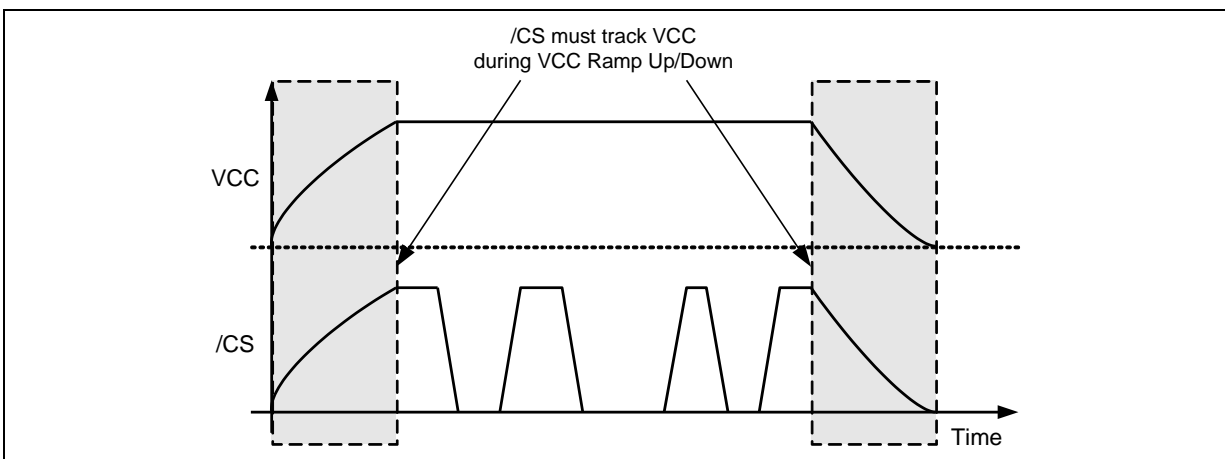 /CS must track VCC
during VCC Ramp Up/Down
VCC
/CS
Time